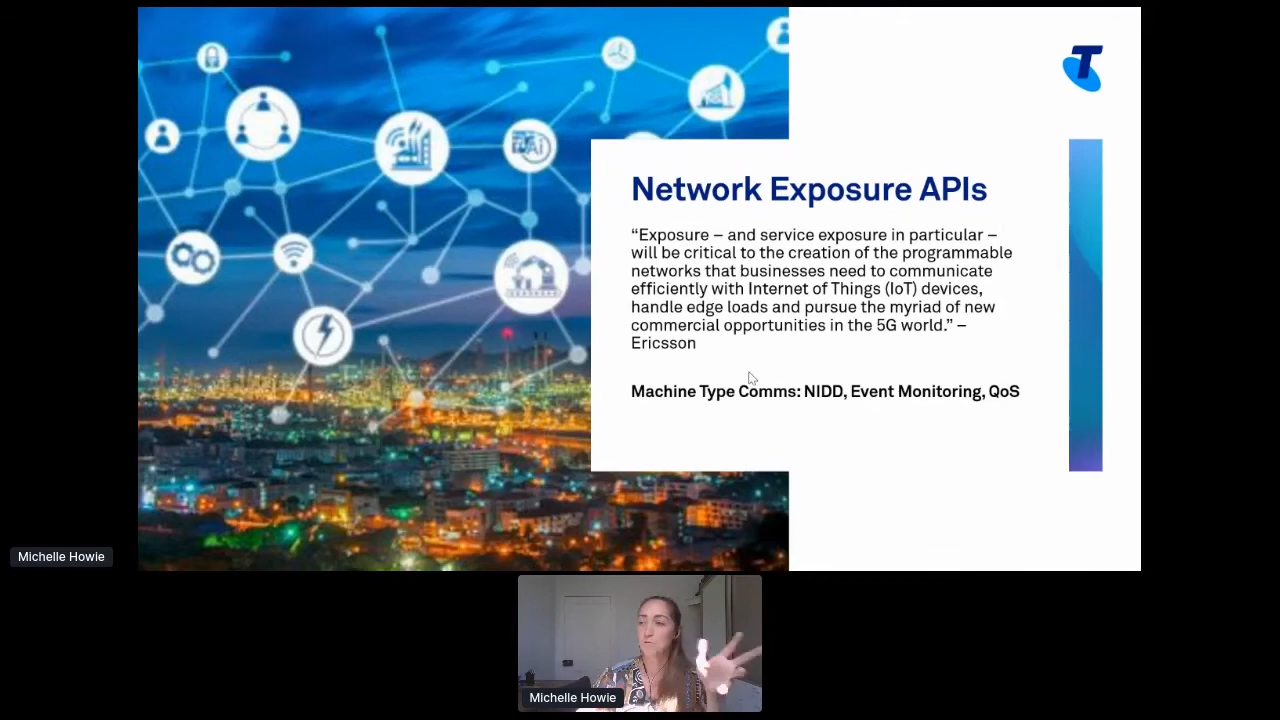 Ai
T
Network Exposure APIs
“Exposure – and service exposure in particular –
will be critical to the creation of the programmable
networks that businesses need to communicate
efficiently with Internet of Things (IoT) devices,
handle edge loads and pursue the myriad of new
commercial opportunities in the 5G world.” –
Ericsson
Machine Type Comms: NIDD, Event Monitoring, QoS
Michelle Howie
Michelle Howie